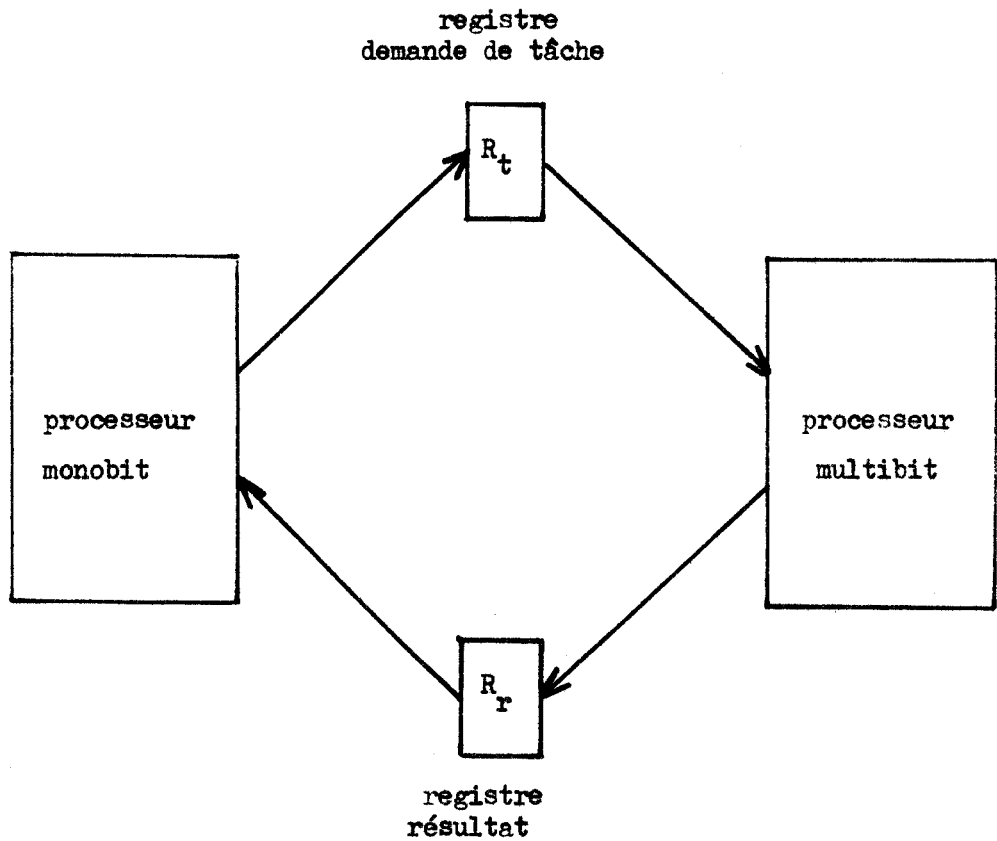 registre
demande de tâche
Rt
processeur
monobit
processeur
multibit
Rr
registre
résultat